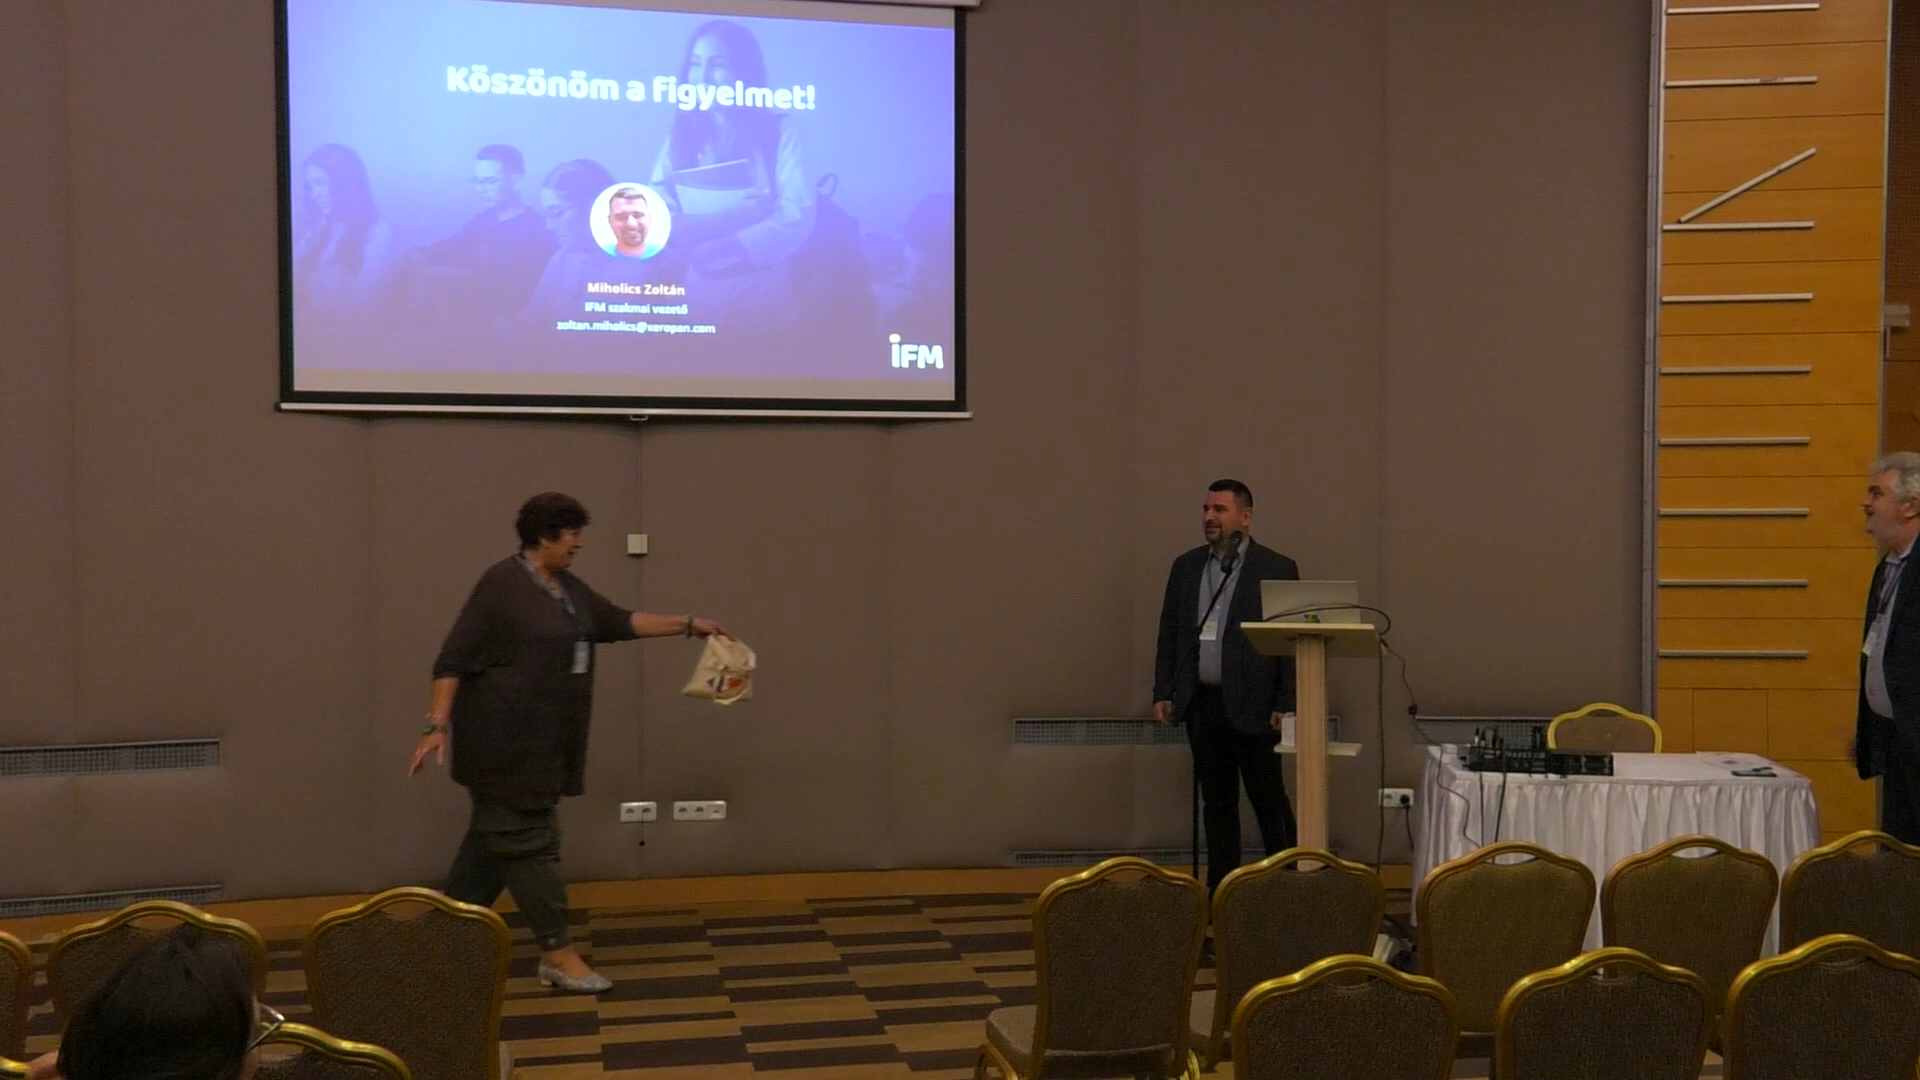 Köszönöm a figyelmet!
Miholics Zoltán
IFM szakmai vezető
zoltan.miholics@xeropan.com
iFM